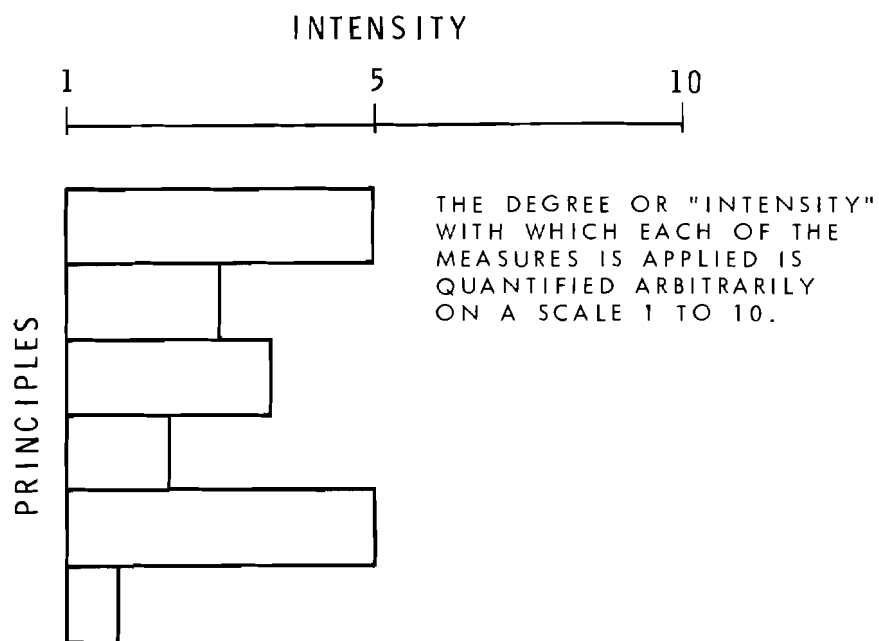 INTENSITY
1 5 10
THE DEGREE OR "INTENSITY"
WITH WHICH EACH OF THE
MEASURES IS APPLIED IS
QUANTIFIED ARBITRARILY
ON A SCALE 1 TO 10.
PRINCIPLES